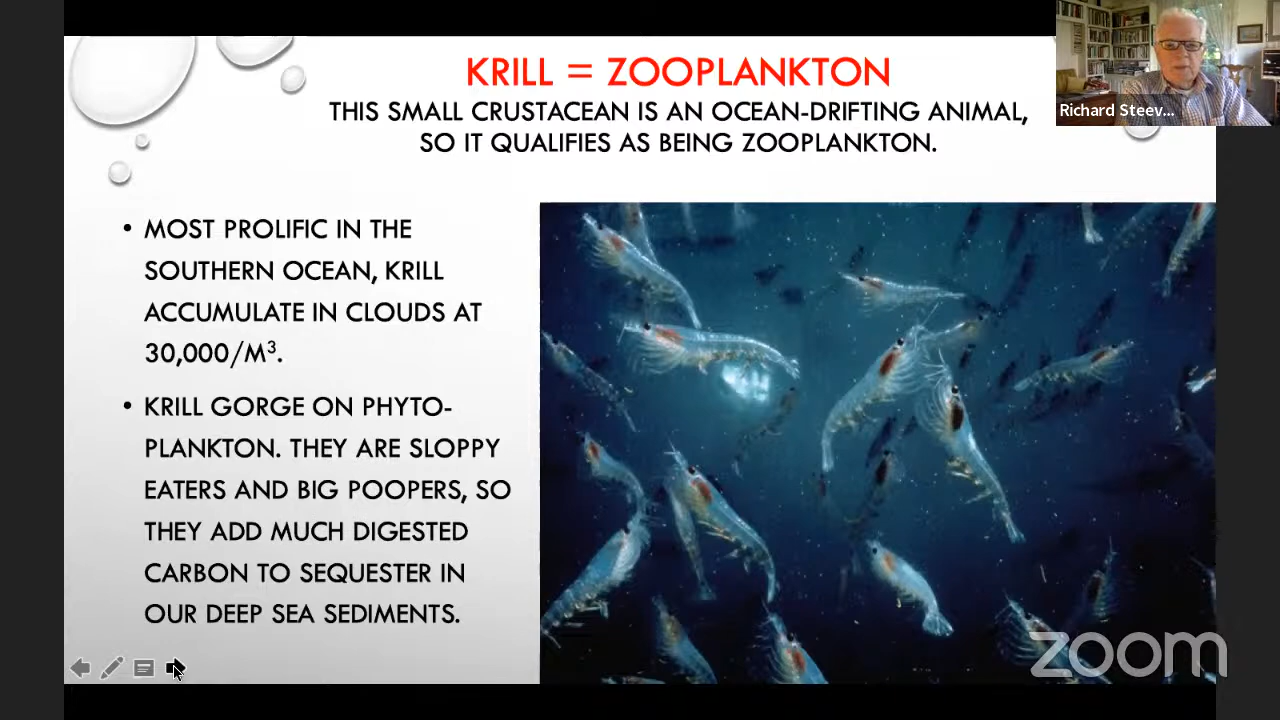 KRILL = ZOOPLANKTON
THIS SMALL CRUSTACEAN IS AN OCEAN-DRIFTING ANIMAL,
SO IT QUALIFIES AS BEING ZOOPLANKTON.
Richard Steev...
• MOST PROLIFIC IN THE
SOUTHERN OCEAN, KRILL
ACCUMULATE IN CLOUDS AT
30,000/M³.
• KRILL GORGE ON PHYTO-
PLANKTON. THEY ARE SLOPPY
EATERS AND BIG POOPERS, SO
THEY ADD MUCH DIGESTED
CARBON TO SEQUESTER IN
OUR DEEP SEA SEDIMENTS.
zoom